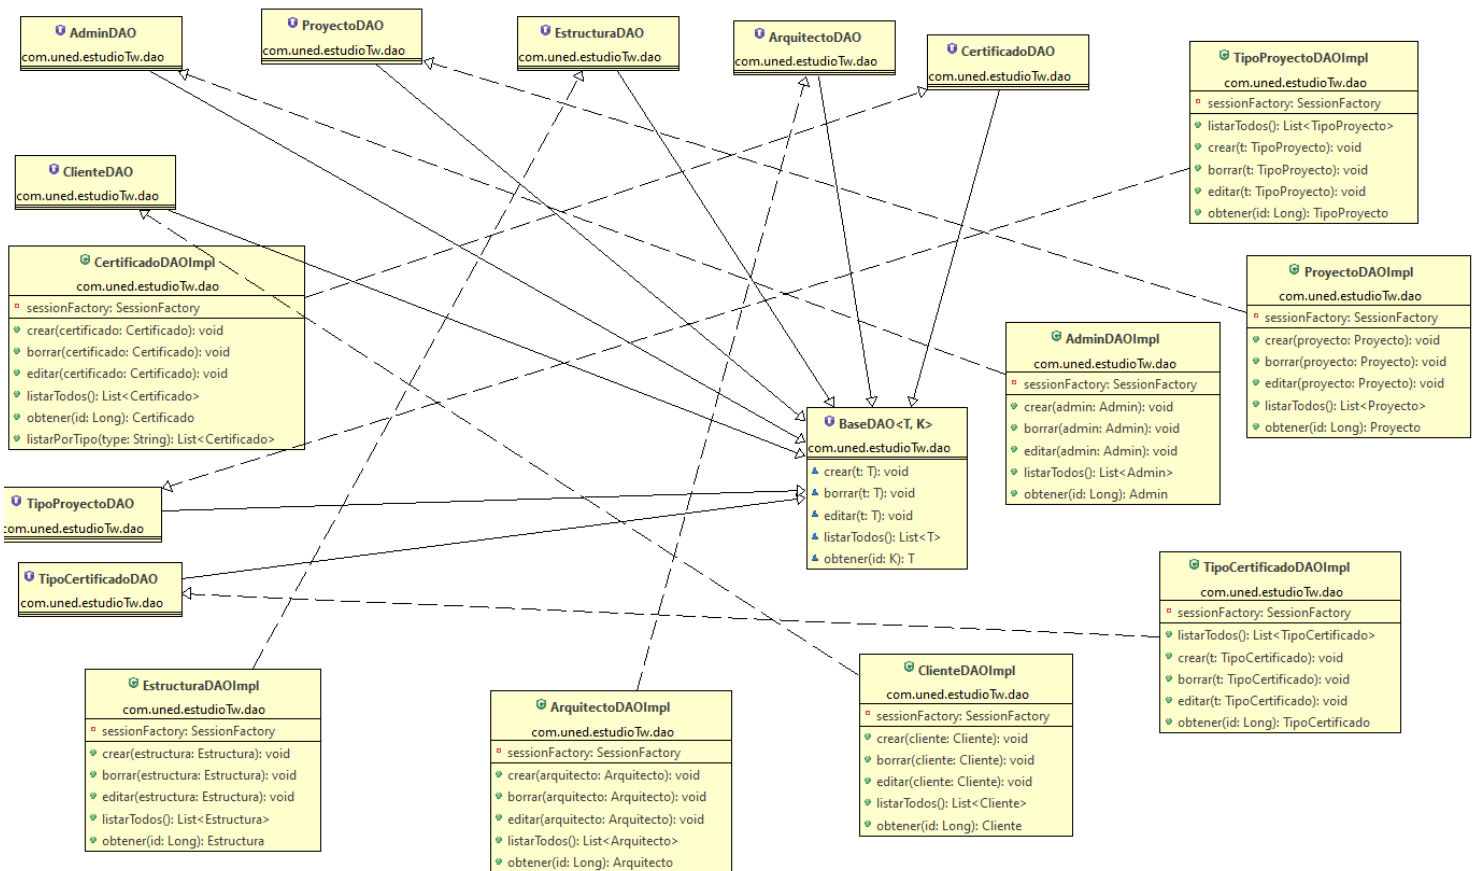 AdminDAO
com.uned.estudioTw.dao
ProyectoDAO
com.uned.estudioTw.dao
EstructuraDAO
com.uned.estudioTw.dao
ArquitectoDAO
com.uned.estudioTw.dao
CertificadoDAO
com.uned.estudioTw.dao
TipoProyectoDAOImpl
com.uned.estudioTw.dao
sessionFactory: SessionFactory
listarTodos(): List<TipoProyecto>
crear(t: TipoProyecto): void
borrar(t: TipoProyecto): void
editar(t: TipoProyecto): void
obtener(id: Long): TipoProyecto
ClienteDAO
com.uned.estudioTw.dao
CertificadoDAOImpl
com.uned.estudioTw.dao
sessionFactory: SessionFactory
crear(certificado: Certificado): void
borrar(certificado: Certificado): void
editar(certificado: Certificado): void
listarTodos(): List<Certificado>
obtener(id: Long): Certificado
listarPorTipo(type: String): List<Certificado>
ProyectoDAOImpl
com.uned.estudioTw.dao
sessionFactory: SessionFactory
crear(proyecto: Proyecto): void
borrar(proyecto: Proyecto): void
editar(proyecto: Proyecto): void
listarTodos(): List<Proyecto>
obtener(id: Long): Proyecto
AdminDAOImpl
com.uned.estudioTw.dao
sessionFactory: SessionFactory
crear(admin: Admin): void
borrar(admin: Admin): void
editar(admin: Admin): void
listarTodos(): List<Admin>
obtener(id: Long): Admin
BaseDAO<T, K>
com.uned.estudioTw.dao
crear(t: T): void
borrar(t: T): void
editar(t: T): void
listarTodos(): List<T>
obtener(id: K): T
TipoProyectoDAO
com.uned.estudioTw.dao
TipoCertificadoDAO
com.uned.estudioTw.dao
TipoCertificadoDAOImpl
com.uned.estudioTw.dao
sessionFactory: SessionFactory
listarTodos(): List<TipoCertificado>
crear(t: TipoCertificado): void
borrar(t: TipoCertificado): void
editar(t: TipoCertificado): void
obtener(id: Long): TipoCertificado
EstructuraDAOImpl
com.uned.estudioTw.dao
sessionFactory: SessionFactory
crear(estructura: Estructura): void
borrar(estructura: Estructura): void
editar(estructura: Estructura): void
listarTodos(): List<Estructura>
obtener(id: Long): Estructura
ArquitectoDAOImpl
com.uned.estudioTw.dao
sessionFactory: SessionFactory
crear(arquitecto: Arquitecto): void
borrar(arquitecto: Arquitecto): void
editar(arquitecto: Arquitecto): void
listarTodos(): List<Arquitecto>
obtener(id: Long): Arquitecto
ClienteDAOImpl
com.uned.estudioTw.dao
sessionFactory: SessionFactory
crear(cliente: Cliente): void
borrar(cliente: Cliente): void
editar(cliente: Cliente): void
listarTodos(): List<Cliente>
obtener(id: Long): Cliente